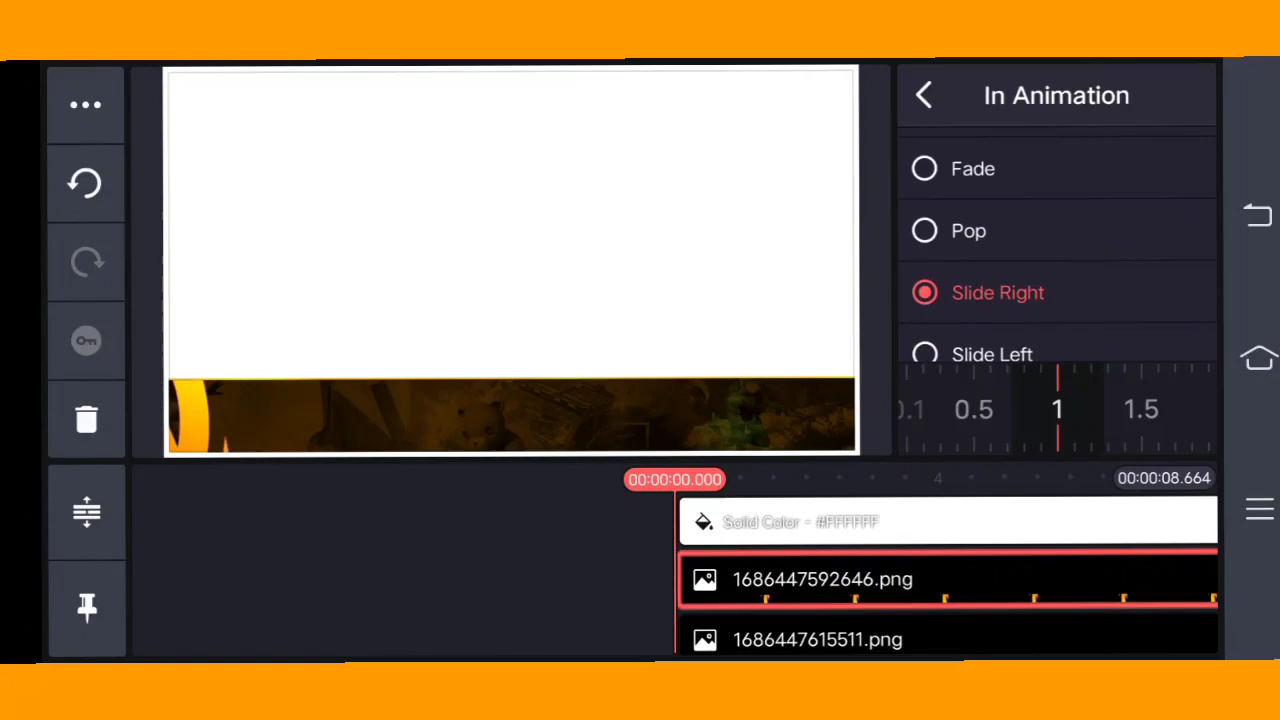 In Animation
Fade
Pop
Slide Right
Slide Left
0.1 0.5 1 1.5
00:00:00.000 4 00:00:08.664
Solid Color - #FFFFFF
1686447592646.png
1686447615511.png